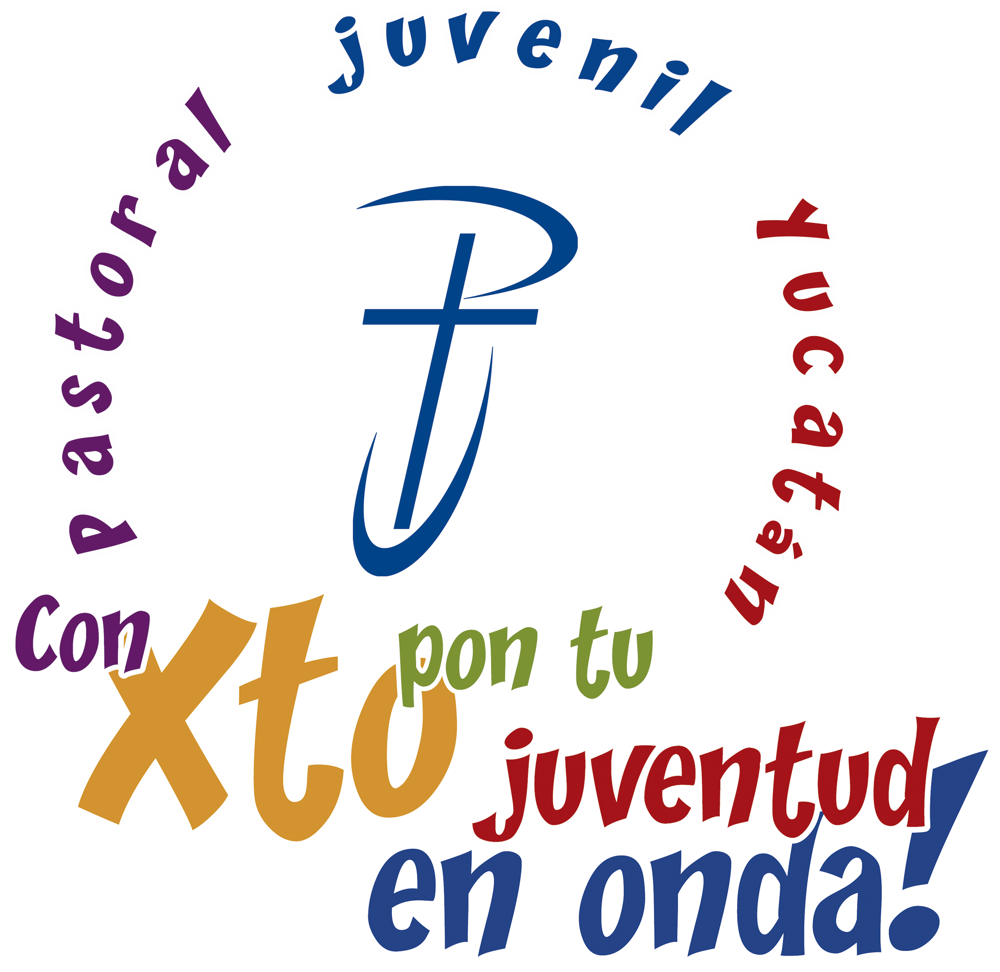 Pastoral juvenil Yucatán
Con Xto pon tu
juventud
en onda!